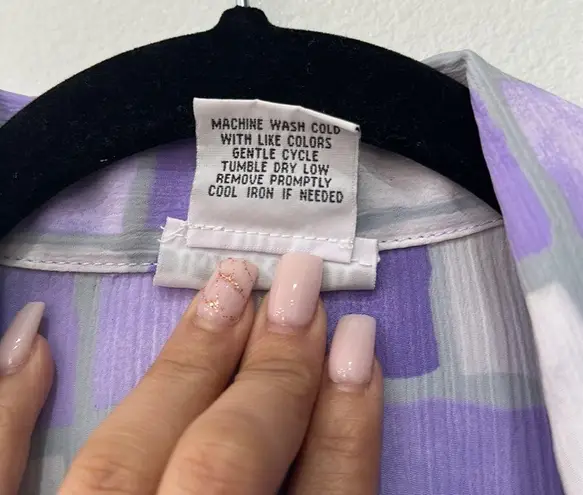 MACHINE WASH COLD
WITH LIKE COLORS
GENTLE CYCLE
TUMBLE DRY LOW
REMOVE PROMPTLY
COOL IRON IF NEEDED